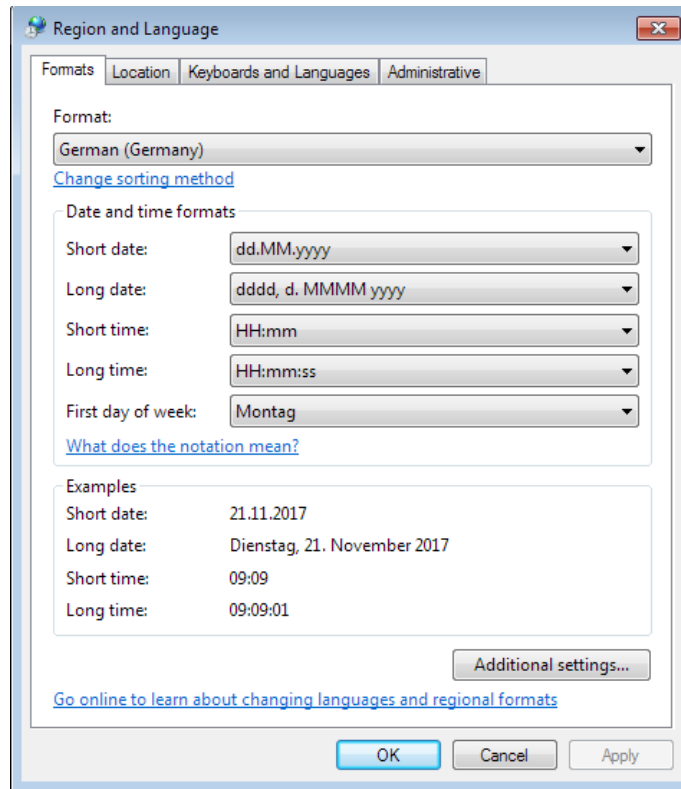 Region and Language
Formats Location Keyboards and Languages Administrative
Format:
German (Germany)
Change sorting method
Date and time formats
Short date: dd.MM.yyyy
Long date: dddd, d. MMMM yyyy
Short time: HH:mm
Long time: HH:mm:ss
First day of week: Montag
What does the notation mean?
Examples
Short date: 21.11.2017
Long date: Dienstag, 21. November 2017
Short time: 09:09
Long time: 09:09:01
Additional settings...
Go online to learn about changing languages and regional formats
OK Cancel Apply